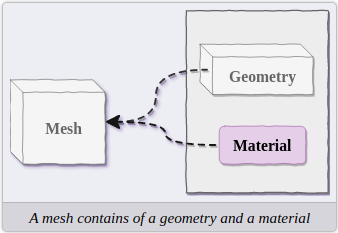 Geometry
Mesh
Material
A mesh contains of a geometry and a material